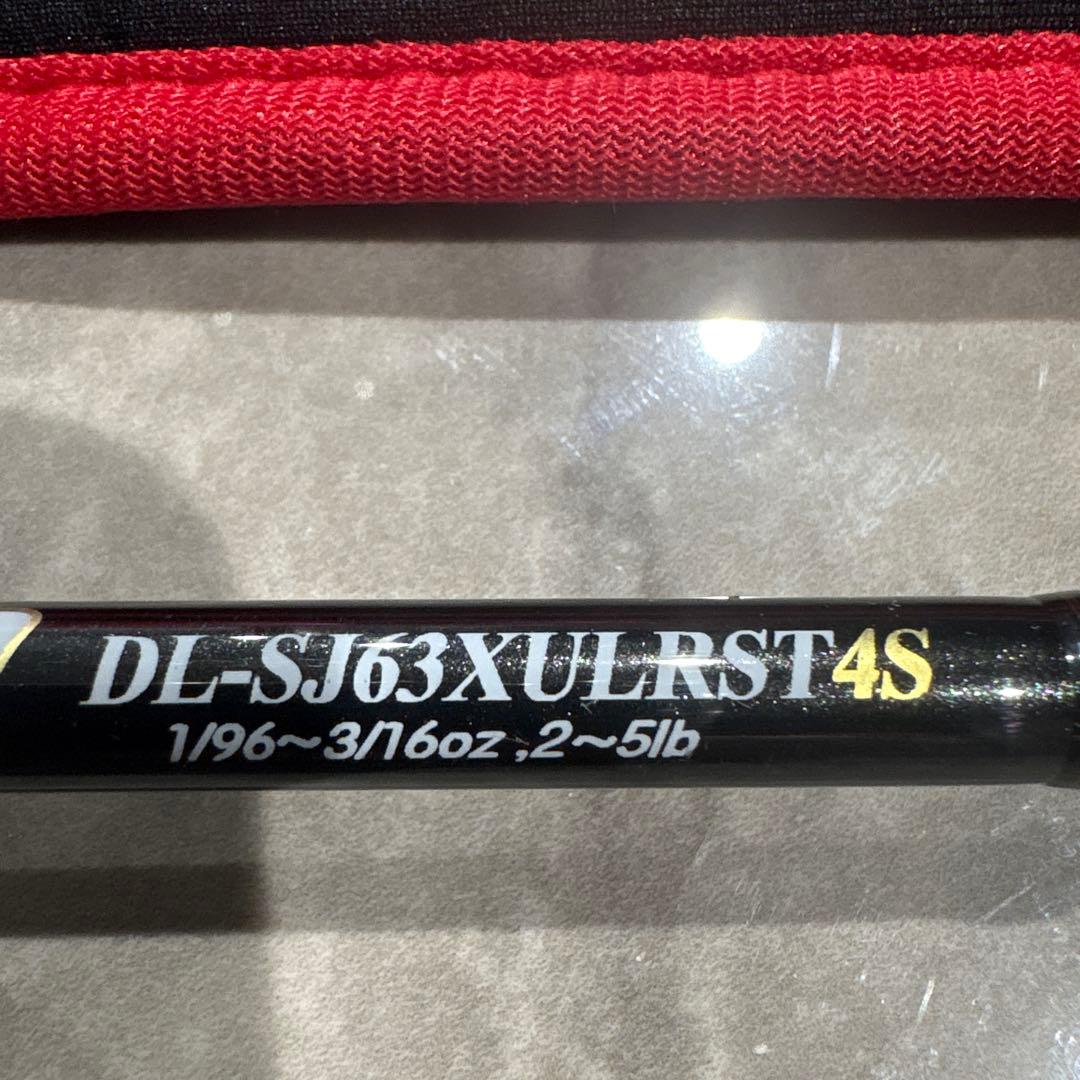 DL-SJ63XULRST4S
1/96~3/16oz ,2~5lb